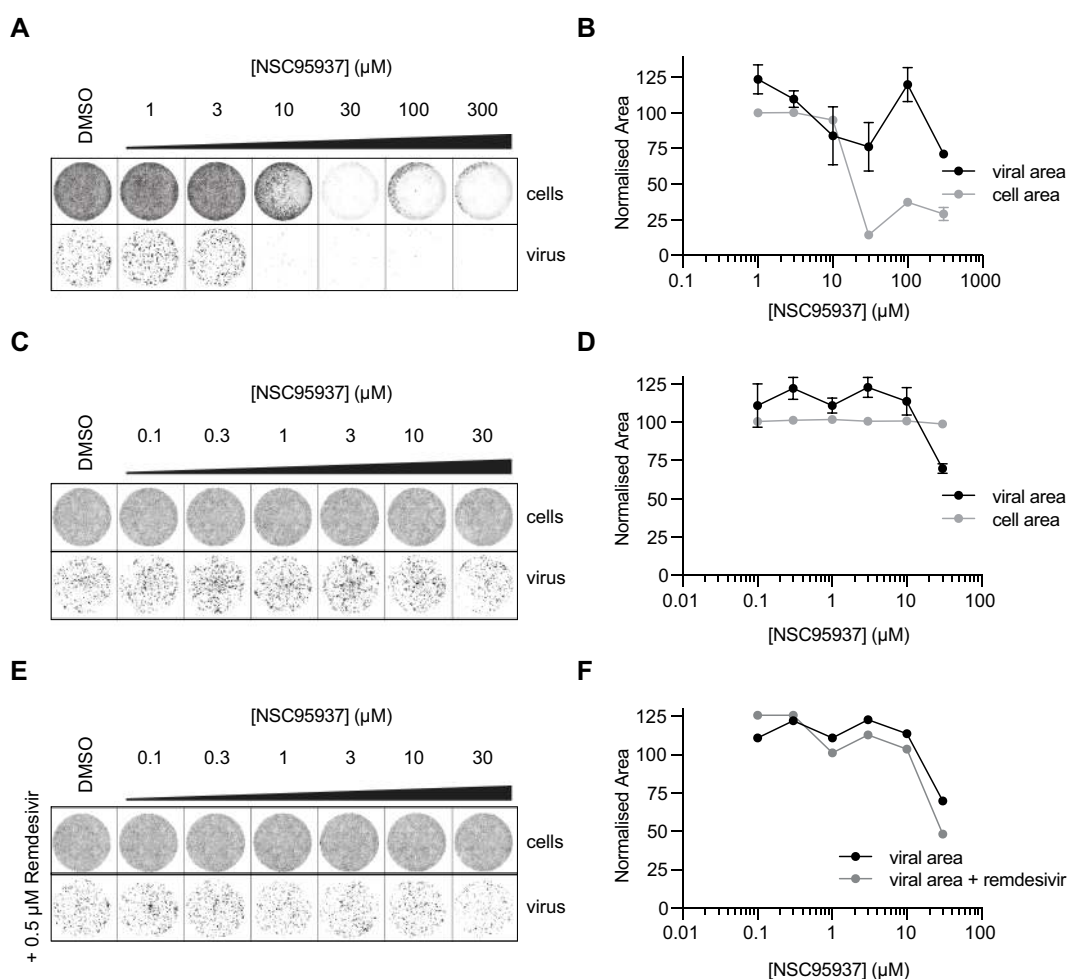 A
[NSC95937] (µM)
DMSO 1 3 10 30 100 300
cells
virus
B
Normalised Area
125
100
75
50
25
0
0.1 1 10 100 1000
[NSC95937] (µM)
viral area
cell area
C
[NSC95937] (µM)
DMSO 0.1 0.3 1 3 10 30
cells
virus
D
Normalised Area
125
100
75
50
25
0
0.01 0.1 1 10 100
[NSC95937] (µM)
viral area
cell area
E
+ 0.5 µM Remdesivir
[NSC95937] (µM)
DMSO 0.1 0.3 1 3 10 30
cells
virus
F
Normalised Area
125
100
75
50
25
0
0.01 0.1 1 10 100
[NSC95937] (µM)
viral area
viral area + remdesivir